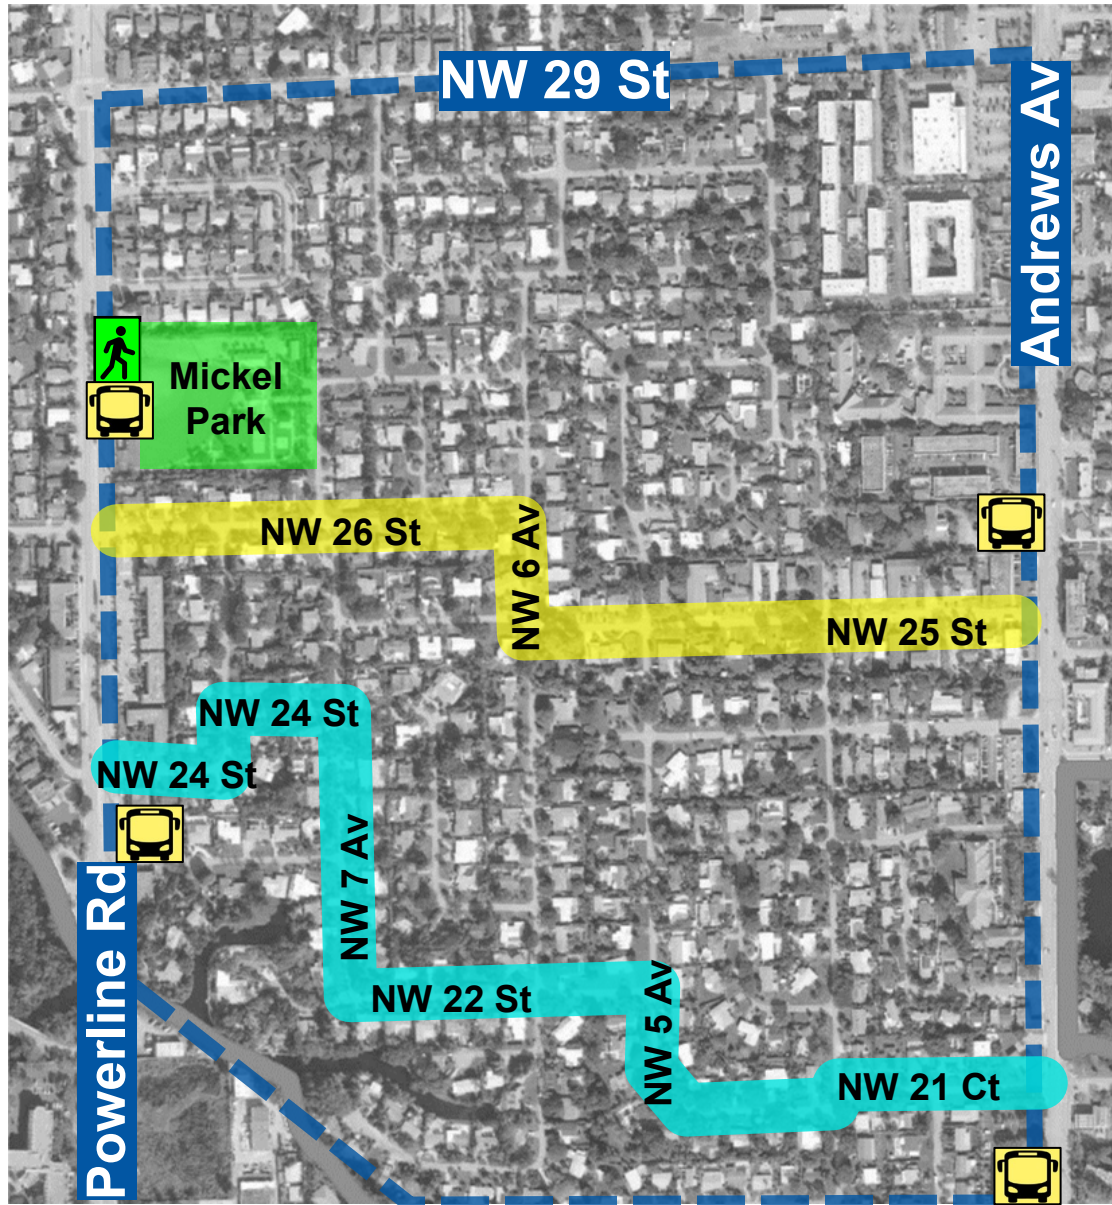 NW 29 St
Andrews Av
Mickel
Park
NW 26 St
NW 6 Av
NW 25 St
NW 24 St
NW 24 St
NW 7 Av
Powerline Rd
NW 22 St
NW 5 Av
NW 21 Ct